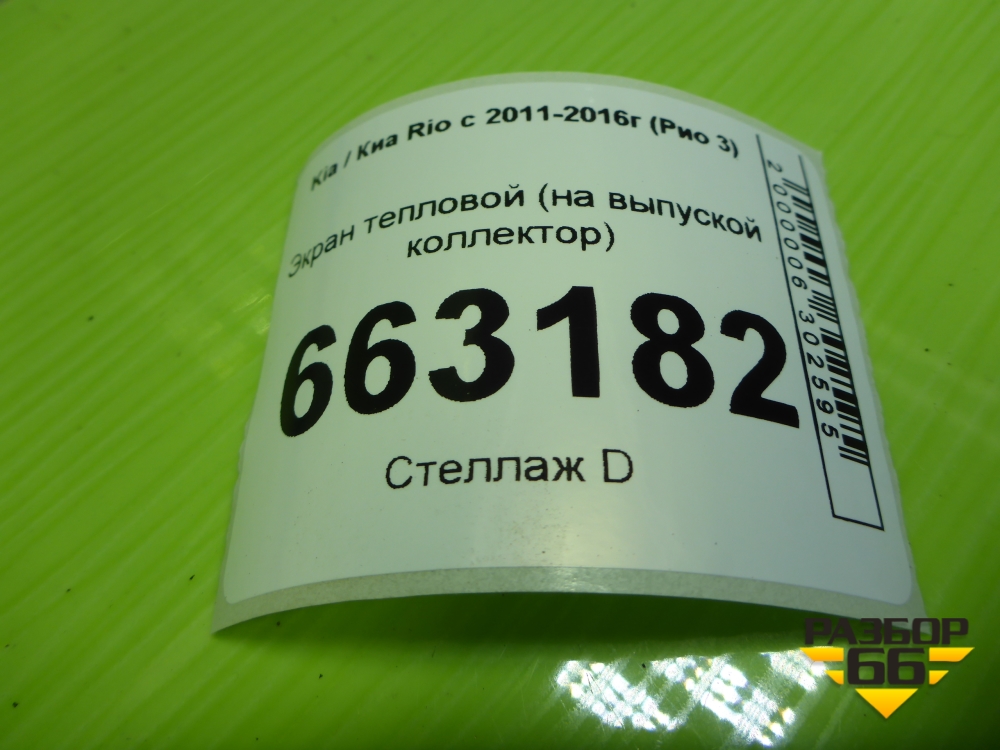 Kia / Киа Rio с 2011-2016г (Рио 3)
Экран тепловой (на выпуской
коллектор)
663182
Стеллаж D
2000006302595
РАЗБОР
66